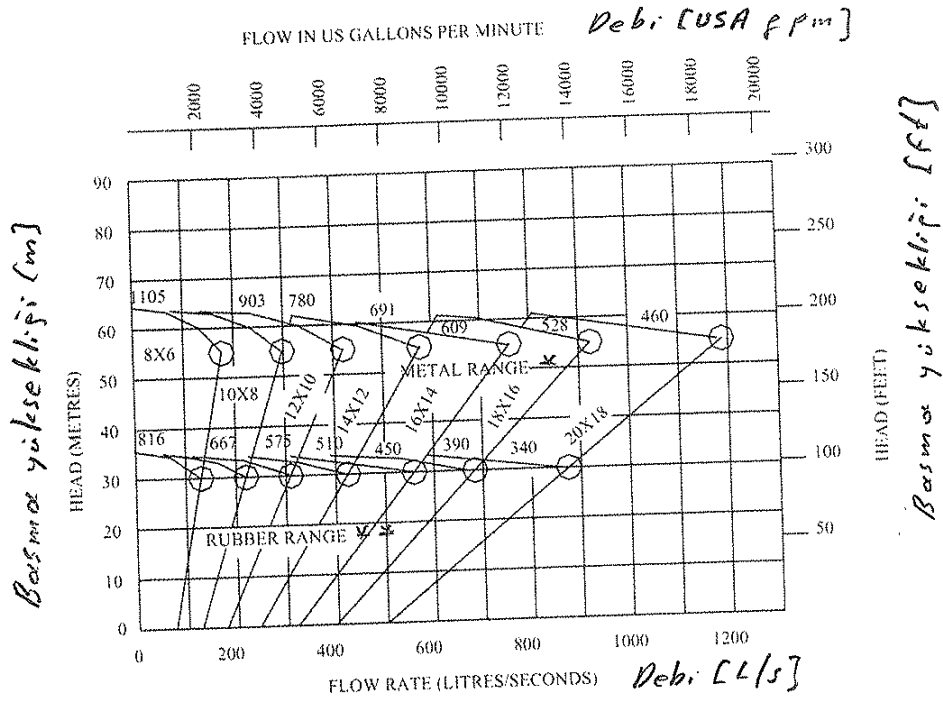 FLOW IN US GALLONS PER MINUTE Debi [USA gpm]
2000 4000 6000 8000 10000 12000 14000 16000 18000 20000
Basma yüksekliği [m]
HEAD (METRES)
90
80
70
60
50
40
30
20
10
0
300
250
200
150
100
50
HEAD (FEET)
Basma yüksekliği [ft]
1105 903 780 691 609 528 460
METAL RANGE *
8X6 10X8 12X10 14X12 16X14 18X16 20X18
816 667 575 510 450 390 340
RUBBER RANGE * *
0 200 400 600 800 1000 1200
FLOW RATE (LITRES/SECONDS) Debi [L/s]